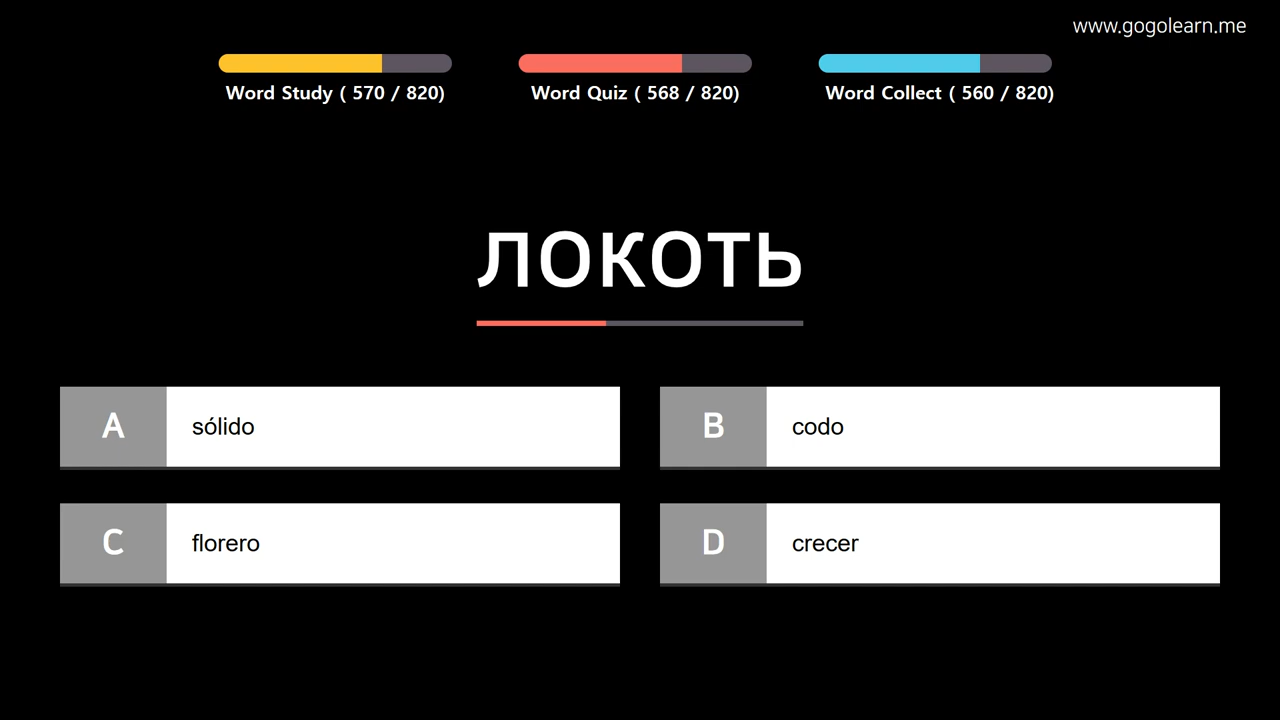 www.gogolearn.me
Word Study ( 570 / 820)
Word Quiz ( 568 / 820)
Word Collect ( 560 / 820)
ЛОКОТЬ
A sólido
B codo
C florero
D crecer